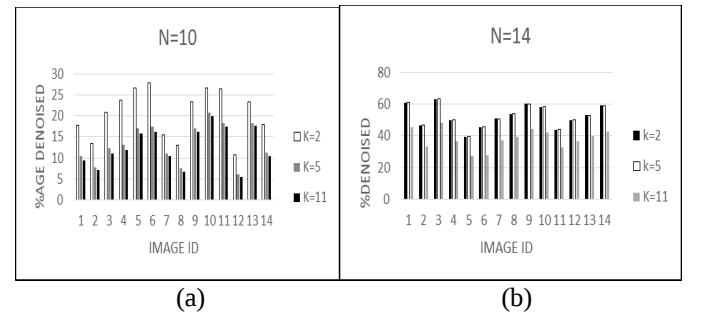 N=10
30
25
20
15
10
5
0
%AGE DENOISED
1 2 3 4 5 6 7 8 9 10 11 12 13 14
IMAGE ID
K=2
K=5
K=11
(a)
N=14
80
60
40
20
0
%DENOISED
1 2 3 4 5 6 7 8 9 10 11 12 13 14
IMAGE ID
k=2
k=5
K=11
(b)